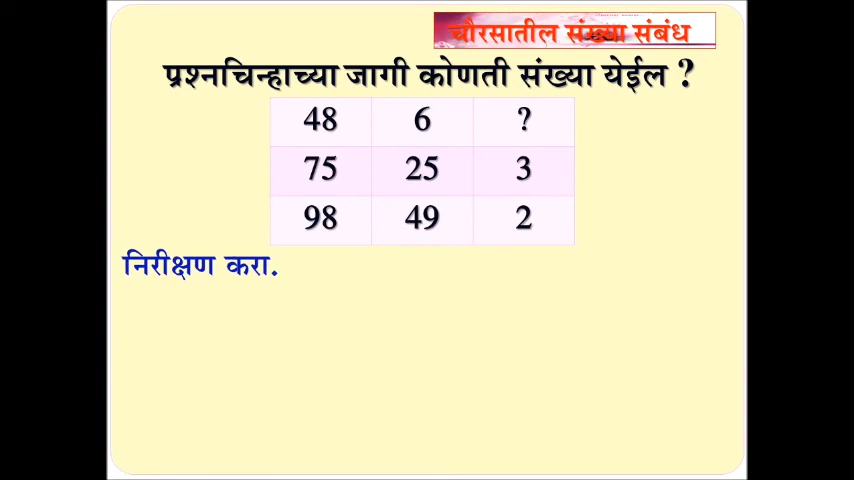 चौरसातील संख्या संबंध
प्रश्नचिन्हाच्या जागी कोणती संख्या येईल ?
48 6 ?
75 25 3
98 49 2
निरीक्षण करा.